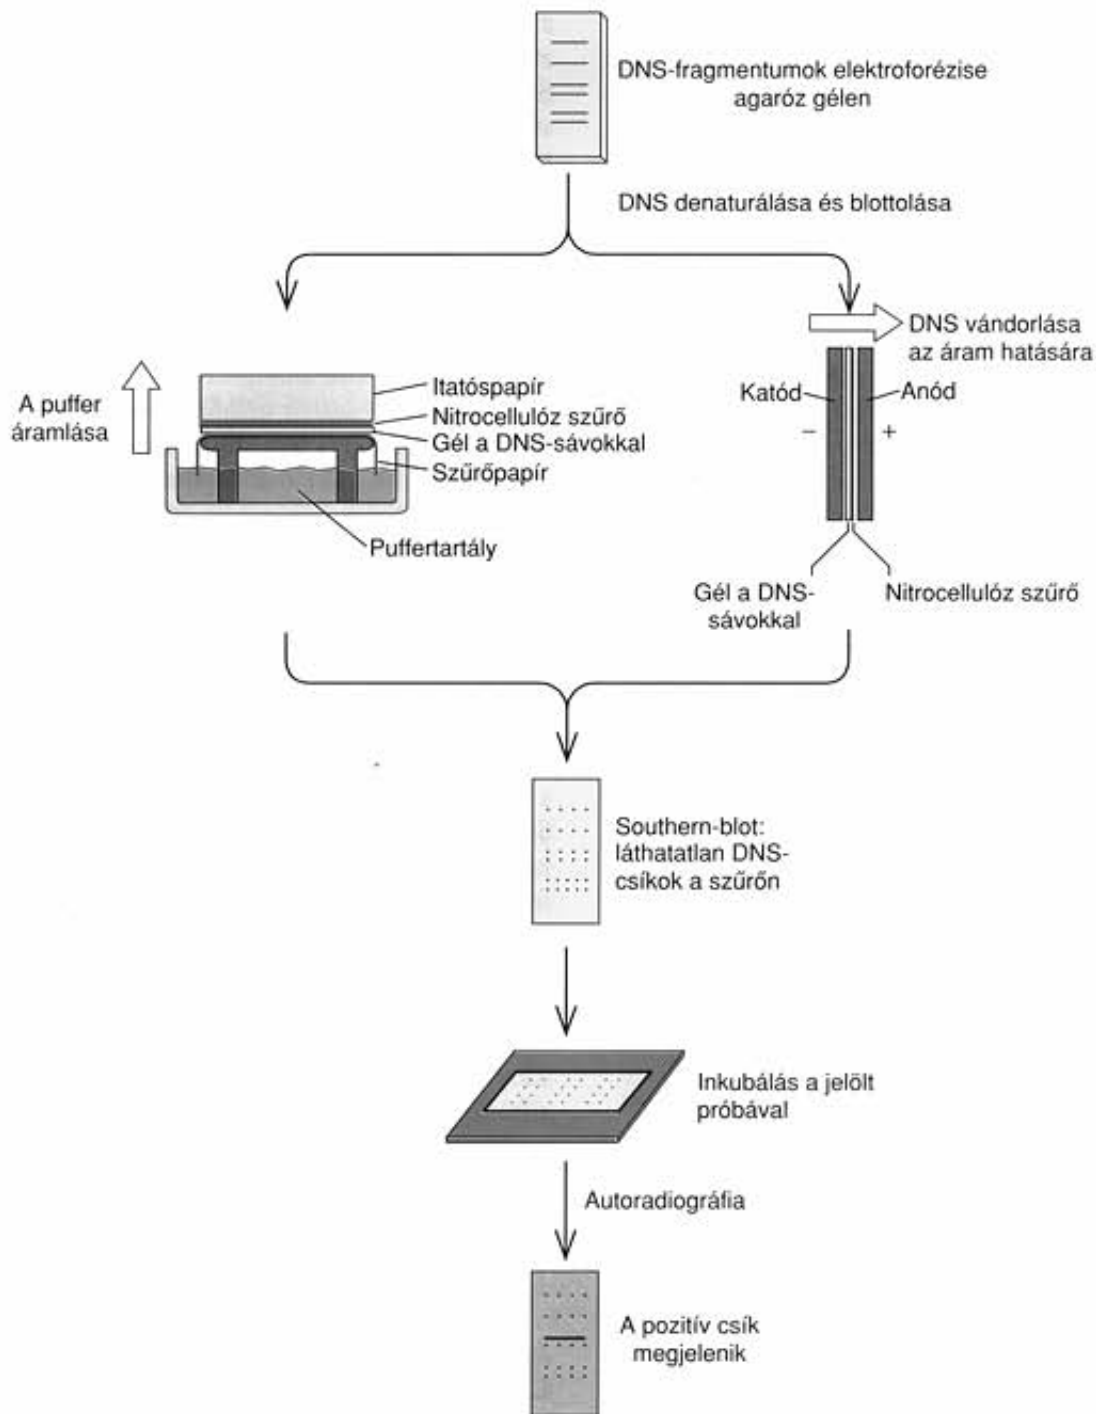 DNS-fragmentumok elektroforézise
agaróz gélen
DNS denaturálása és blottolása
DNS vándorlása
az áram hatására
A puffer
áramlása
Itatóspapír
Nitrocellulóz szűrő
Gél a DNS-sávokkal
Szűrőpapír
Puffertartály
Katód
Anód
–
+
Gél a DNS-
sávokkal
Nitrocellulóz szűrő
Southern-blot:
láthatatlan DNS-
csíkok a szűrőn
Inkubálás a jelölt
próbával
Autoradiográfia
A pozitív csík
megjelenik